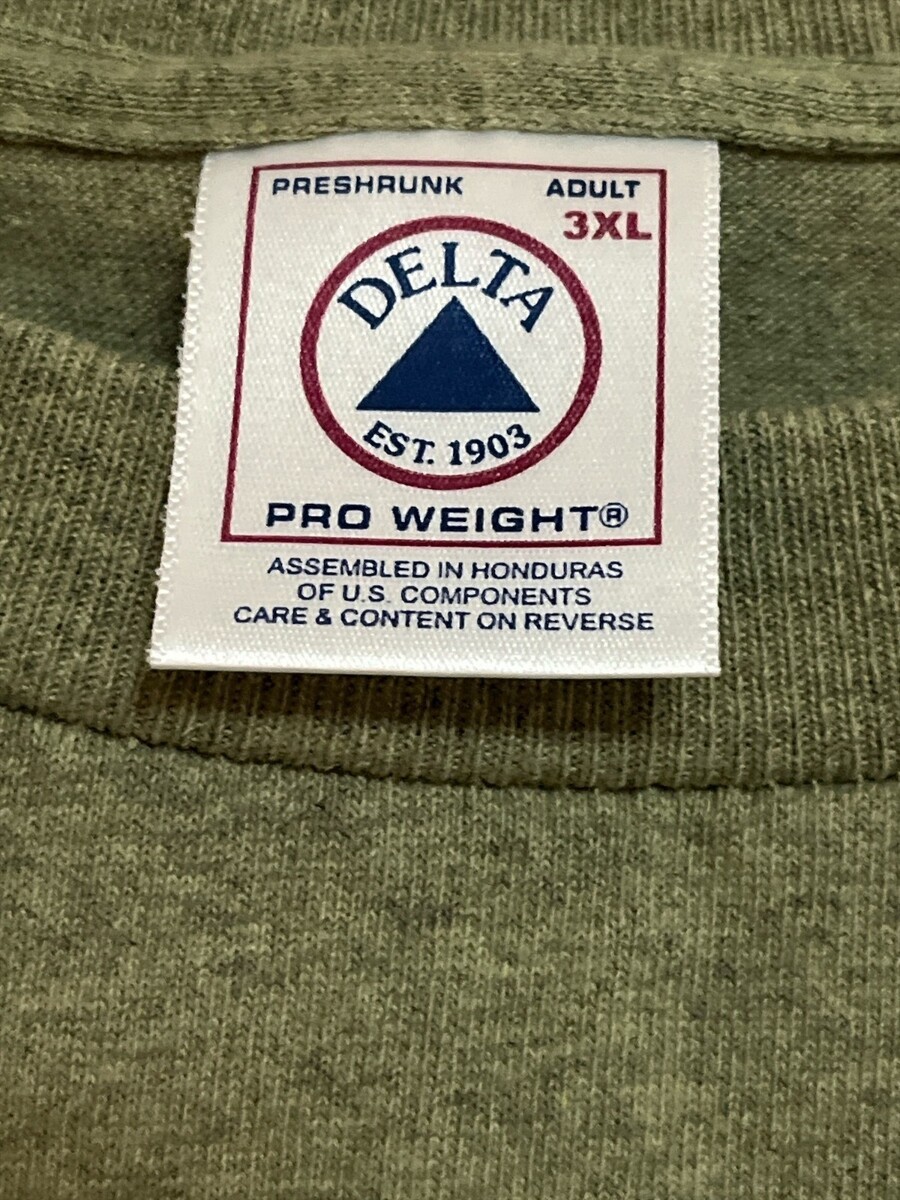 PRESHRUNK ADULT
3XL
DELTA
EST. 1903
PRO WEIGHT®
ASSEMBLED IN HONDURAS
OF U.S. COMPONENTS
CARE & CONTENT ON REVERSE